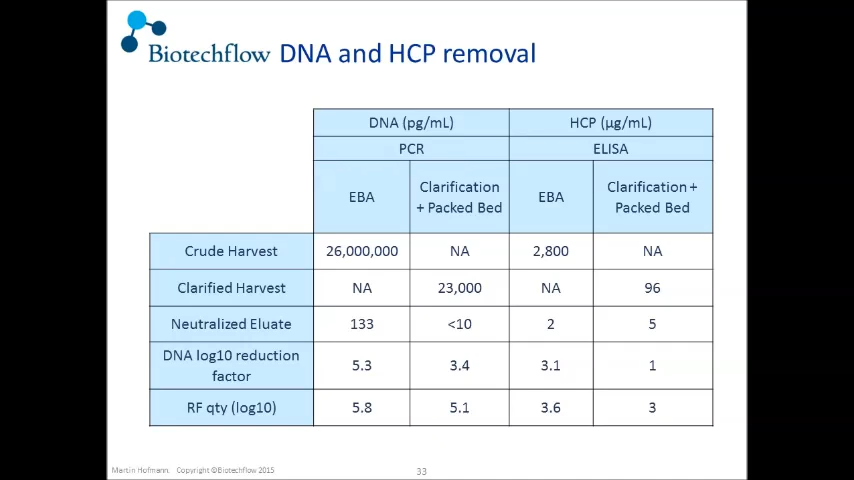 Biotechflow DNA and HCP removal
DNA (pg/mL) HCP (µg/mL)
PCR ELISA
EBA Clarification + Packed Bed EBA Clarification + Packed Bed
Crude Harvest 26,000,000 NA 2,800 NA
Clarified Harvest NA 23,000 NA 96
Neutralized Eluate 133 <10 2 5
DNA log10 reduction factor 5.3 3.4 3.1 1
RF qty (log10) 5.8 5.1 3.6 3
Martin Hofmann. Copyright ©Biotechflow 2015 33